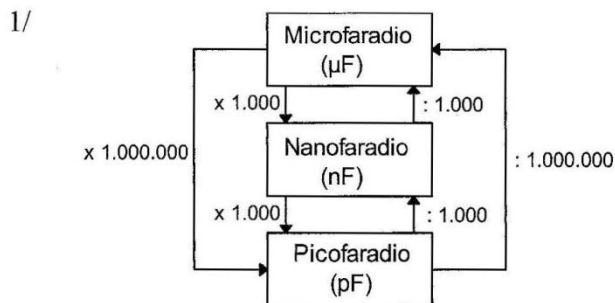 1/
Microfaradio
(µF)
x 1.000
: 1.000
x 1.000.000
Nanofaradio
(nF)
: 1.000.000
x 1.000
: 1.000
Picofaradio
(pF)